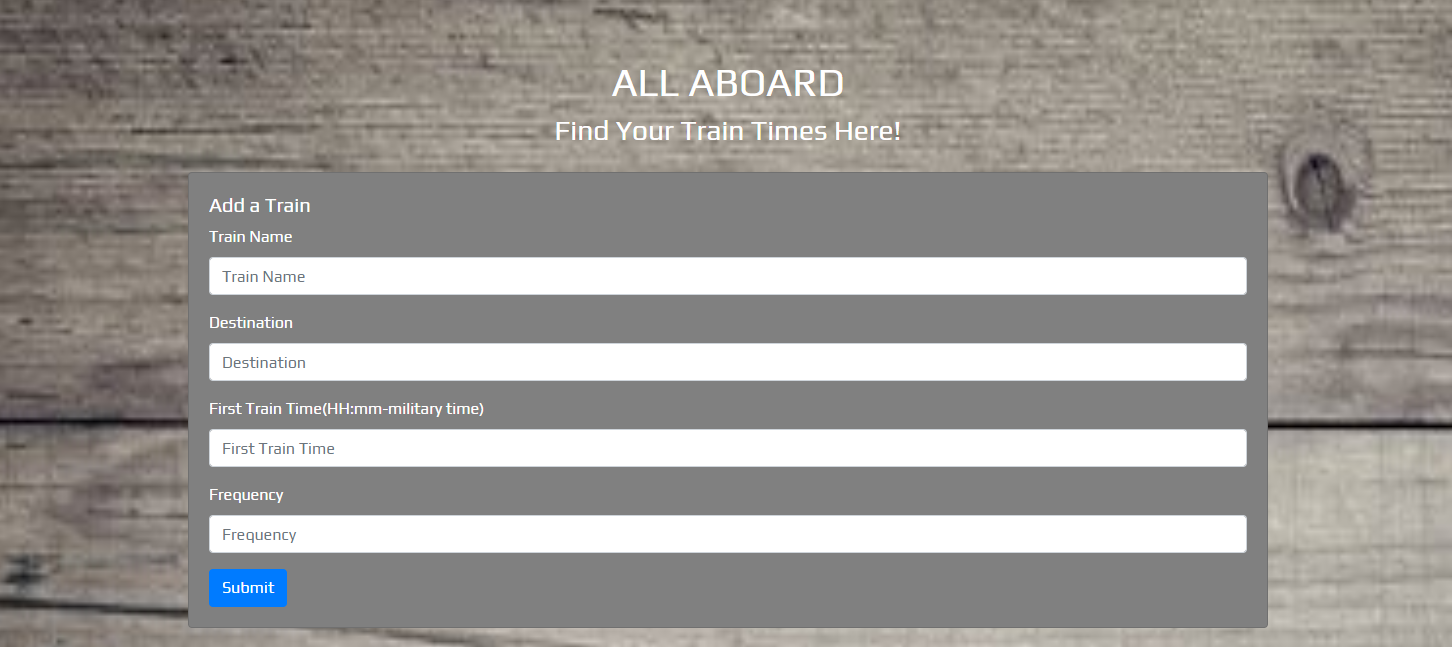 ALL ABOARD
Find Your Train Times Here!
Add a Train
Train Name
Train Name
Destination
Destination
First Train Time(HH:mm-military time)
First Train Time
Frequency
Frequency
Submit